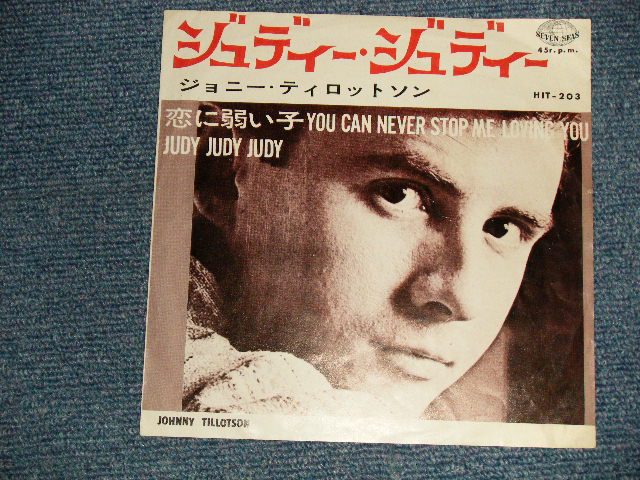 ジュディー・ジュディー
SEVEN SEAS
45r.p.m.
ジョニー・ティロットソン
HIT-203
恋に弱い子 YOU CAN NEVER STOP ME LOVING YOU
JUDY JUDY JUDY
JOHNNY TILLOTSON